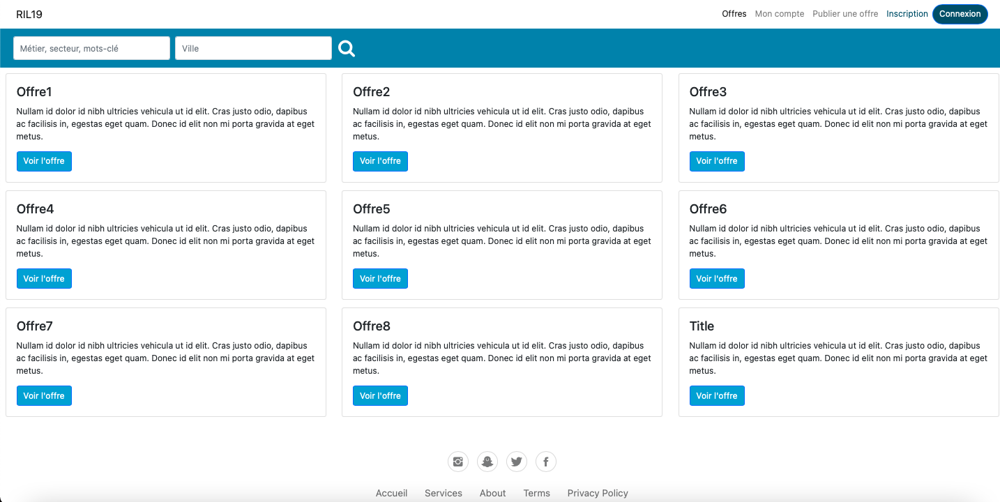 RIL19
Offres Mon compte Publier une offre Inscription Connexion
Métier, secteur, mots-clé Ville
Offre1
Nullam id dolor id nibh ultricies vehicula ut id elit. Cras justo odio, dapibus
ac facilisis in, egestas eget quam. Donec id elit non mi porta gravida at eget
metus.
Voir l'offre
Offre2
Nullam id dolor id nibh ultricies vehicula ut id elit. Cras justo odio, dapibus
ac facilisis in, egestas eget quam. Donec id elit non mi porta gravida at eget
metus.
Voir l'offre
Offre3
Nullam id dolor id nibh ultricies vehicula ut id elit. Cras justo odio, dapibus
ac facilisis in, egestas eget quam. Donec id elit non mi porta gravida at eget
metus.
Voir l'offre
Offre4
Nullam id dolor id nibh ultricies vehicula ut id elit. Cras justo odio, dapibus
ac facilisis in, egestas eget quam. Donec id elit non mi porta gravida at eget
metus.
Voir l'offre
Offre5
Nullam id dolor id nibh ultricies vehicula ut id elit. Cras justo odio, dapibus
ac facilisis in, egestas eget quam. Donec id elit non mi porta gravida at eget
metus.
Voir l'offre
Offre6
Nullam id dolor id nibh ultricies vehicula ut id elit. Cras justo odio, dapibus
ac facilisis in, egestas eget quam. Donec id elit non mi porta gravida at eget
metus.
Voir l'offre
Offre7
Nullam id dolor id nibh ultricies vehicula ut id elit. Cras justo odio, dapibus
ac facilisis in, egestas eget quam. Donec id elit non mi porta gravida at eget
metus.
Voir l'offre
Offre8
Nullam id dolor id nibh ultricies vehicula ut id elit. Cras justo odio, dapibus
ac facilisis in, egestas eget quam. Donec id elit non mi porta gravida at eget
metus.
Voir l'offre
Title
Nullam id dolor id nibh ultricies vehicula ut id elit. Cras justo odio, dapibus
ac facilisis in, egestas eget quam. Donec id elit non mi porta gravida at eget
metus.
Voir l'offre
Accueil Services About Terms Privacy Policy